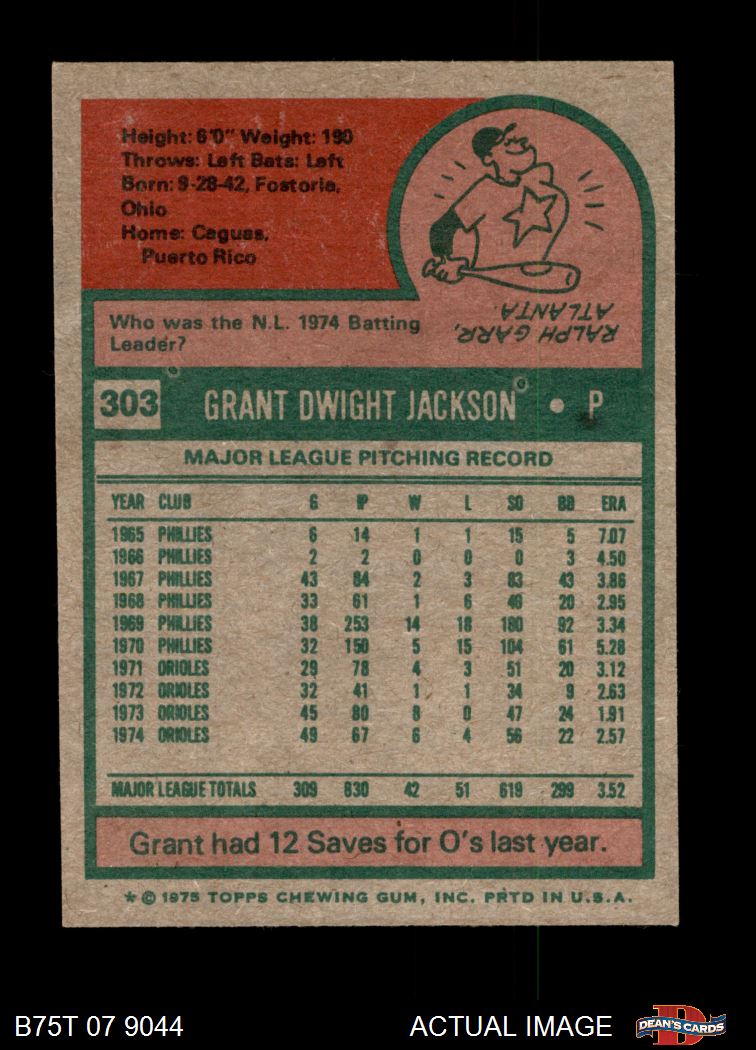 Height: 6'0" Weight: 190
Throws: Left Bats: Left
Born: 9-28-42, Fostoria,
Ohio
Home: Caguas,
Puerto Rico
Who was the N.L. 1974 Batting
Leader?
RALPH GARR,
ATLANTA.
303 GRANT DWIGHT JACKSON • P
MAJOR LEAGUE PITCHING RECORD
YEAR CLUB G IP W L SO BB ERA
1965 PHILLIES 6 14 1 1 15 5 7.07
1966 PHILLIES 2 2 0 0 0 3 4.50
1967 PHILLIES 43 84 2 3 83 43 3.86
1968 PHILLIES 33 61 1 6 49 20 2.95
1969 PHILLIES 38 253 14 18 180 92 3.34
1970 PHILLIES 32 150 5 15 104 61 5.28
1971 ORIOLES 29 78 4 3 51 20 3.12
1972 ORIOLES 32 41 1 1 34 9 2.63
1973 ORIOLES 45 80 8 0 47 24 1.91
1974 ORIOLES 49 67 6 4 56 22 2.57
MAJOR LEAGUE TOTALS 309 830 42 51 619 299 3.52
Grant had 12 Saves for O's last year.
* © 1975 TOPPS CHEWING GUM, INC. PRTD IN U.S.A.
B75T 07 9044 ACTUAL IMAGE
DEAN'S CARDS